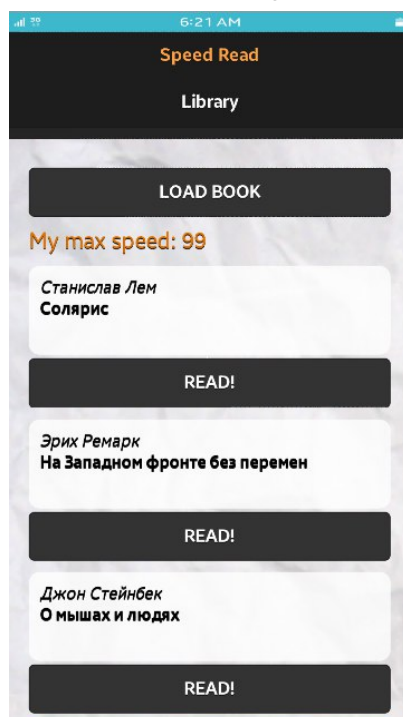 6:21 AM
Speed Read
Library
LOAD BOOK
My max speed: 99
Станислав Лем
Солярис
READ!
Эрих Ремарк
На Западном фронте без перемен
READ!
Джон Стейнбек
О мышах и людях
READ!